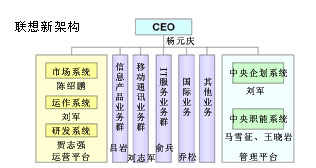 联想新架构
CEO
杨元庆
市场系统
陈绍鹏
运作系统
刘军
研发系统
贺志强
运营平台
信息产品业务群
吕岩
移动通讯业务群
刘志军
IT服务业务群
俞兵
国际业务
乔松
其他业务
中央企划系统
刘军
中央职能系统
马雪征、王晓岩
管理平台